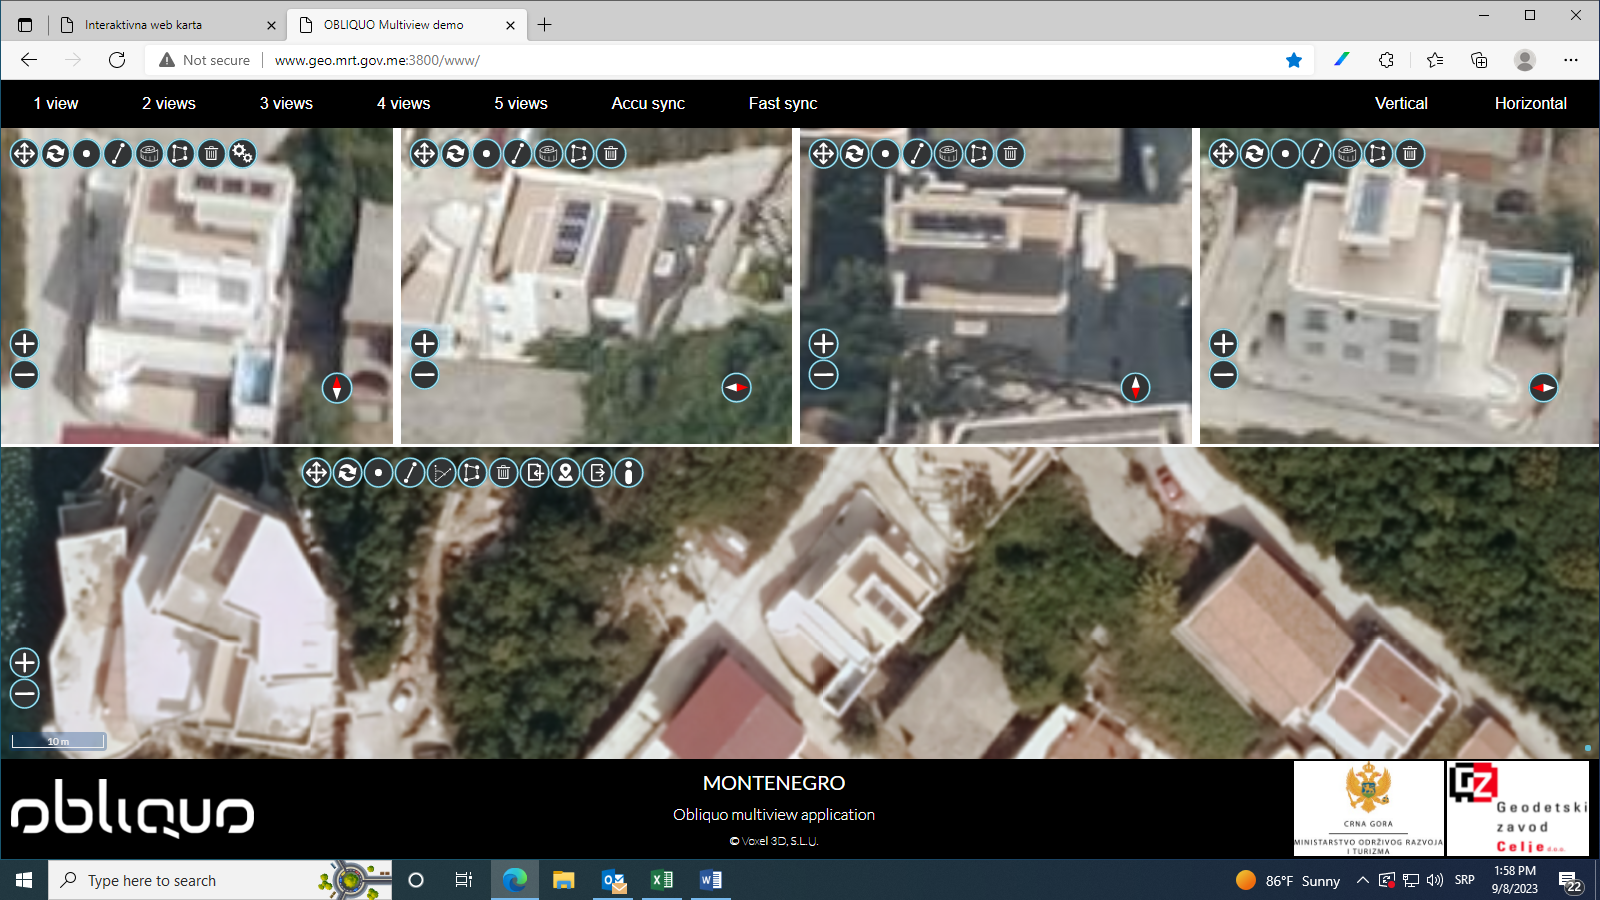 Interaktivna web karta
OBLIQUO Multiview demo
Not secure
www.geo.mrt.gov.me:3800/www/
1 view
2 views
3 views
4 views
5 views
Accu sync
Fast sync
Vertical
Horizontal
10 m
obliquo
MONTENEGRO
Obliquo multiview application
© Voxel 3D, S.L.U.
CRNA GORA
MINISTARSTVO ODRŽIVOG RAZVOJA
I TURIZMA
GZ
Geodetski
zavod
Celje d.o.o.
Type here to search
86°F Sunny
SRP
1:58 PM
9/8/2023
22